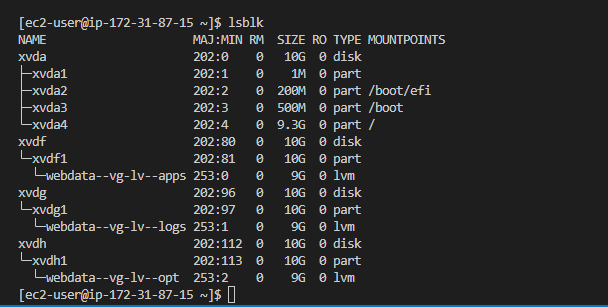 [ec2-user@ip-172-31-87-15 ~]$ lsblk
NAME                      MAJ:MIN RM  SIZE RO TYPE MOUNTPOINTS
xvda                      202:0    0   10G  0 disk
├─xvda1                   202:1    0    1M  0 part
├─xvda2                   202:2    0  200M  0 part /boot/efi
├─xvda3                   202:3    0  500M  0 part /boot
└─xvda4                   202:4    0  9.3G  0 part /
xvdf                      202:80   0   10G  0 disk
└─xvdf1                   202:81   0   10G  0 part
  └─webdata--vg-lv--apps  253:0    0    9G  0 lvm
xvdg                      202:96   0   10G  0 disk
└─xvdg1                   202:97   0   10G  0 part
  └─webdata--vg-lv--logs  253:1    0    9G  0 lvm
xvdh                      202:112  0   10G  0 disk
└─xvdh1                   202:113  0   10G  0 part
  └─webdata--vg-lv--opt   253:2    0    9G  0 lvm
[ec2-user@ip-172-31-87-15 ~]$